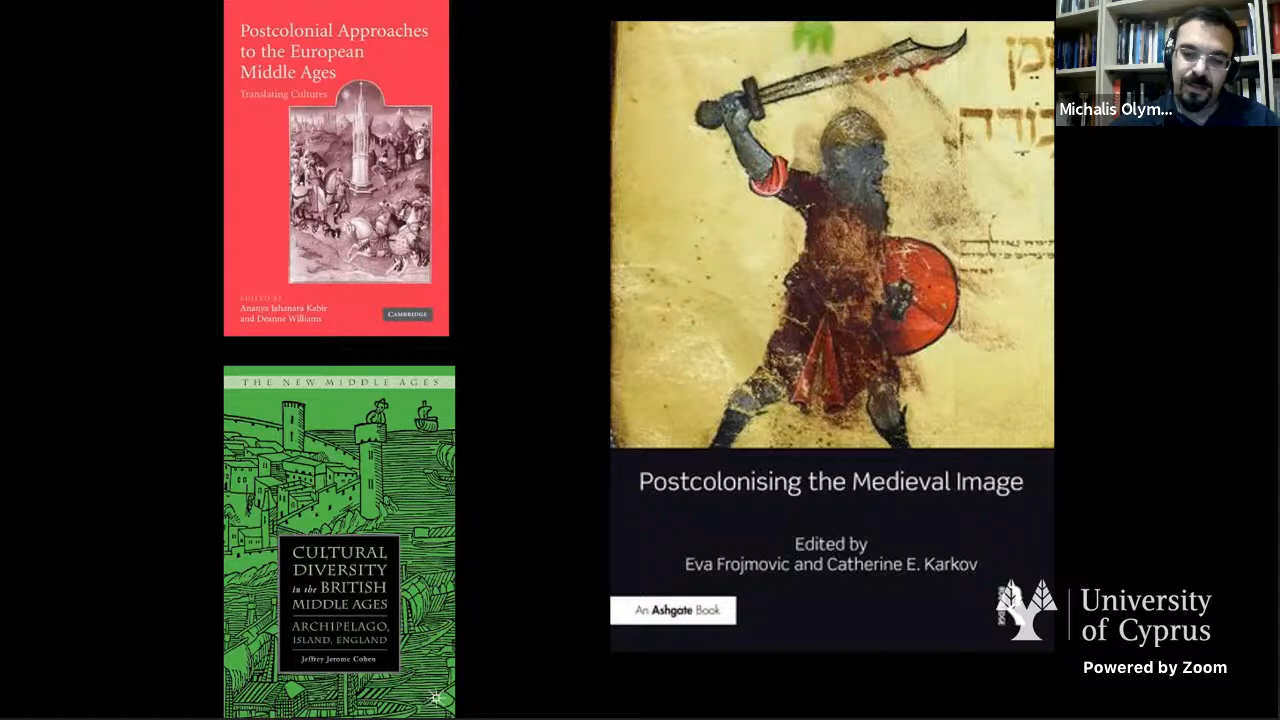 Postcolonial Approaches
to the European
Middle Ages
Translating Cultures
EDITED BY
Ananya Jahanara Kabir
and Deanne Williams
CAMBRIDGE
THE NEW MIDDLE AGES
CULTURAL
DIVERSITY
in the BRITISH
MIDDLE AGES
ARCHIPELAGO,
ISLAND, ENGLAND
Jeffrey Jerome Cohen
Postcolonising the Medieval Image
Edited by
Eva Frojmovic and Catherine E. Karkov
An Ashgate Book
Michalis Olym...
University
of Cyprus
Powered by Zoom